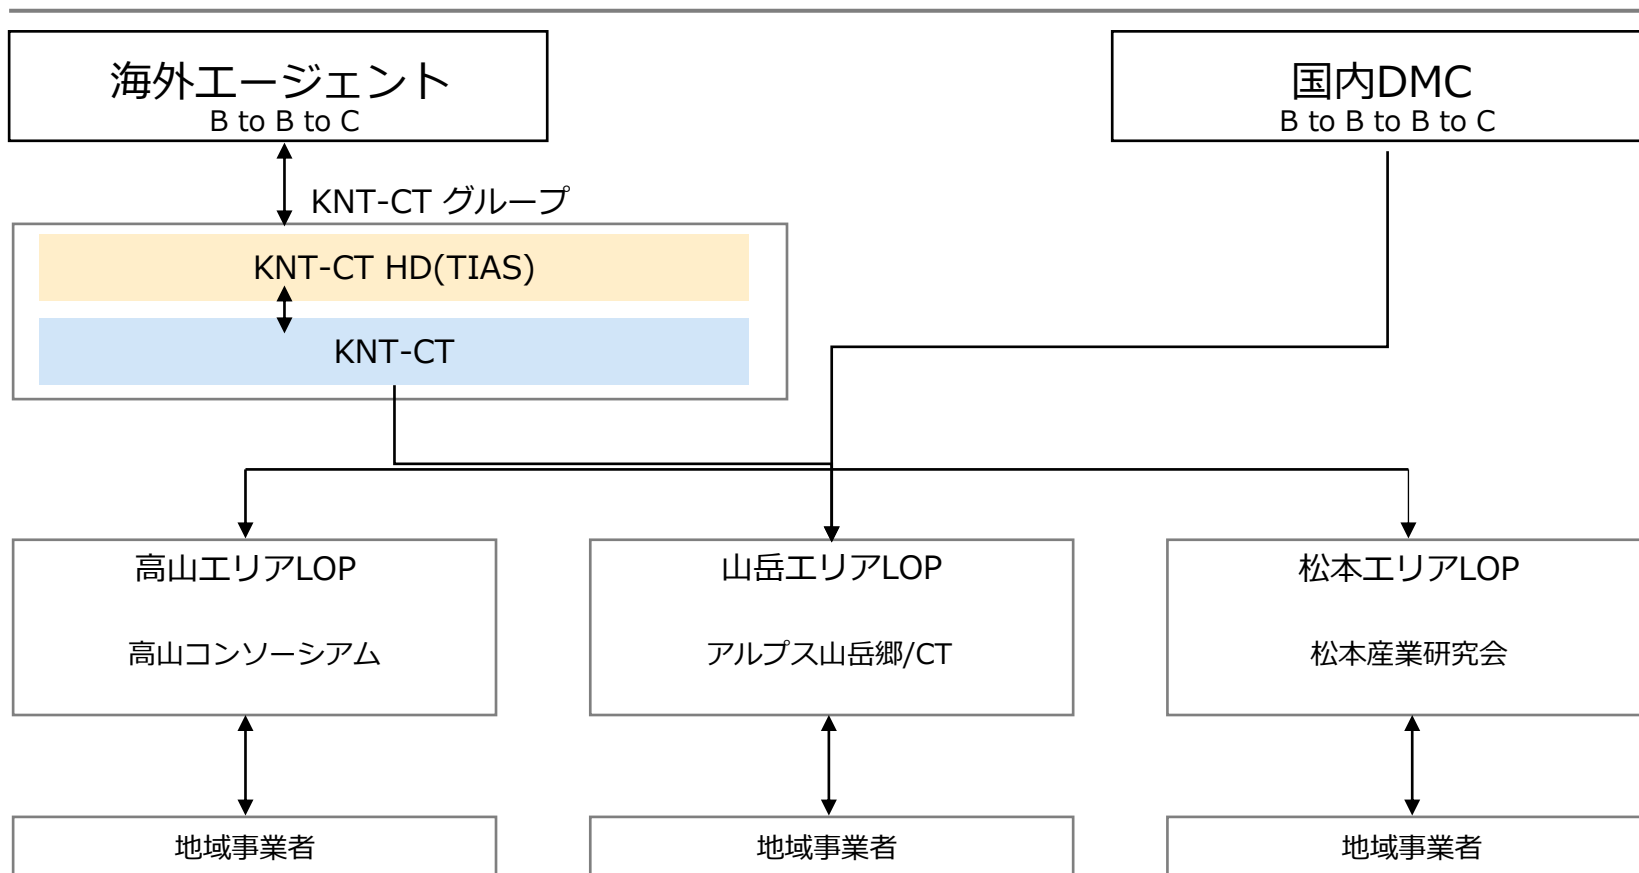 海外エージェント
B to B to C
国内DMC
B to B to B to C
KNT-CT グループ
KNT-CT HD(TIAS)
KNT-CT
高山エリアLOP
高山コンソーシアム
山岳エリアLOP
アルプス山岳郷/CT
松本エリアLOP
松本産業研究会
地域事業者
地域事業者
地域事業者